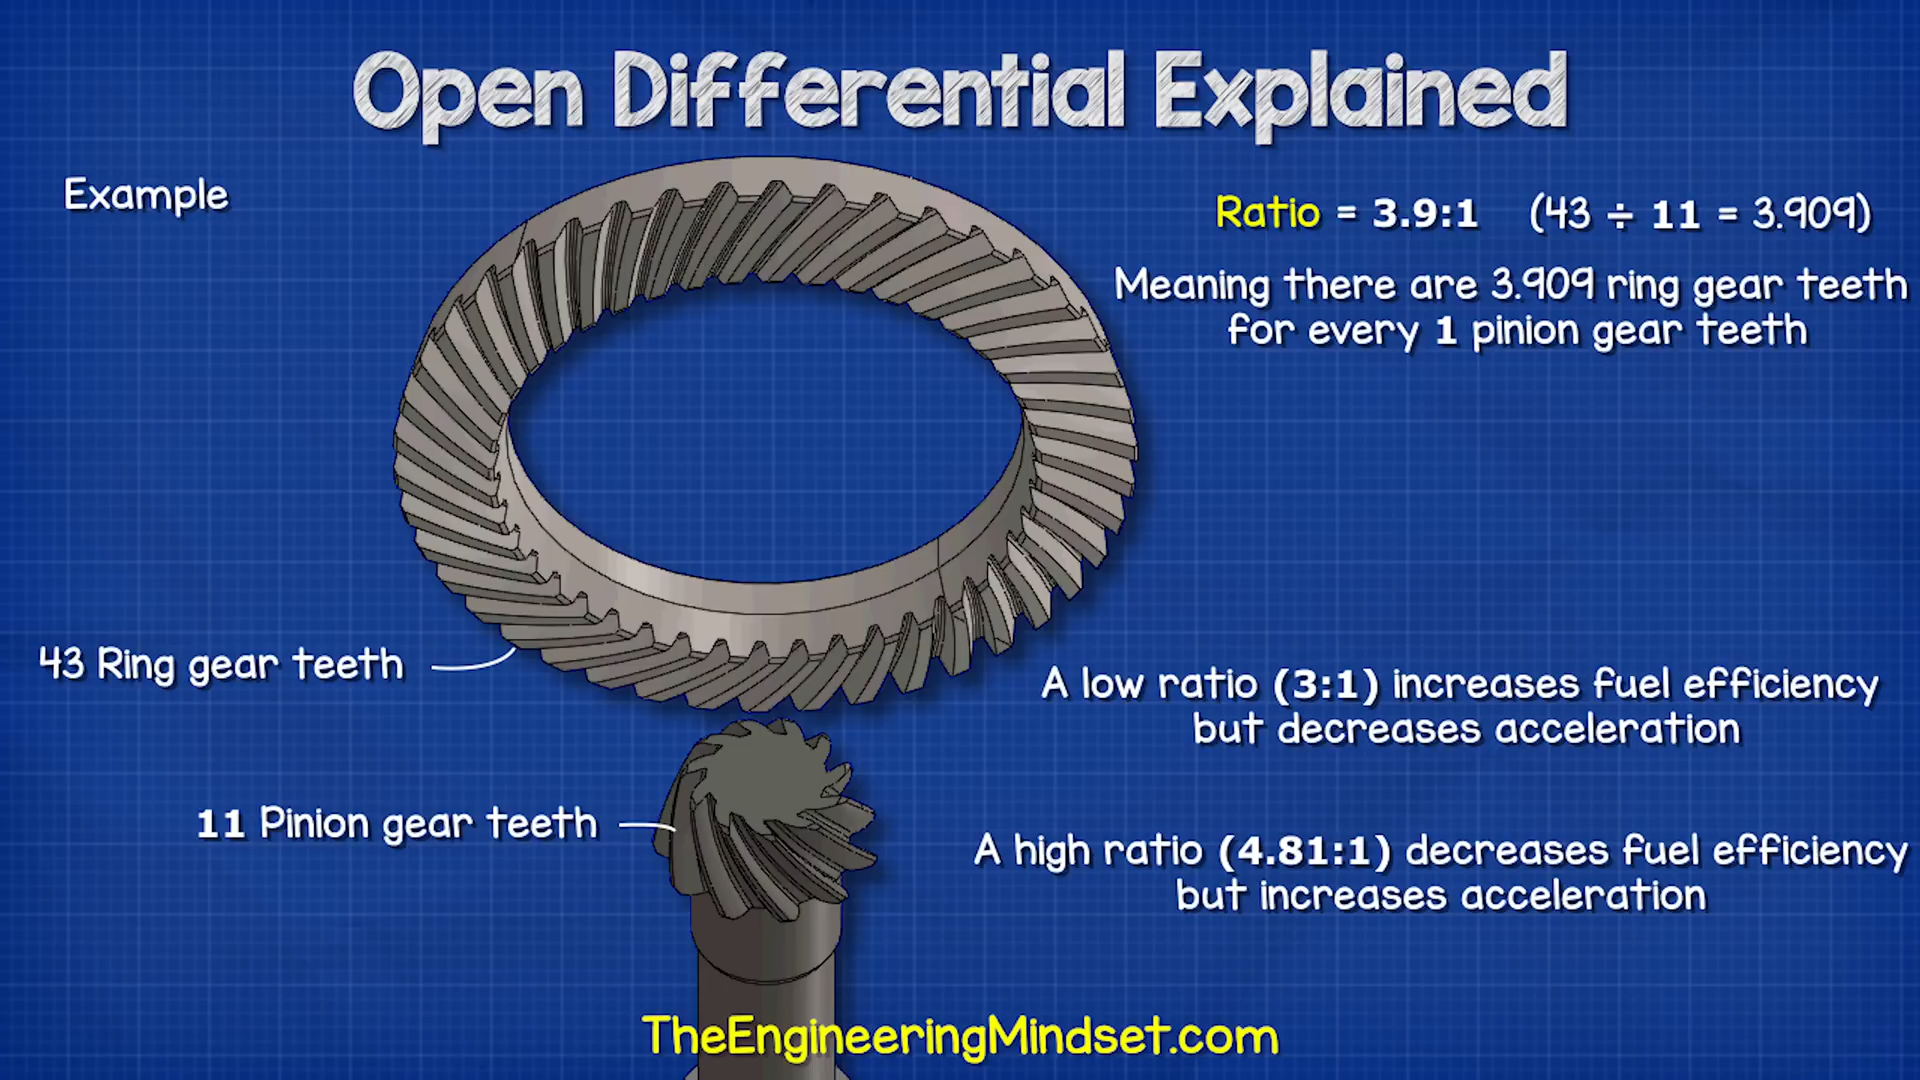 Open Differential Explained
Example
Ratio = 3.9:1 (43 ÷ 11 = 3.909)
Meaning there are 3.909 ring gear teeth
for every 1 pinion gear teeth
43 Ring gear teeth
A low ratio (3:1) increases fuel efficiency
but decreases acceleration
11 Pinion gear teeth
A high ratio (4.81:1) decreases fuel efficiency
but increases acceleration
TheEngineeringMindset.com